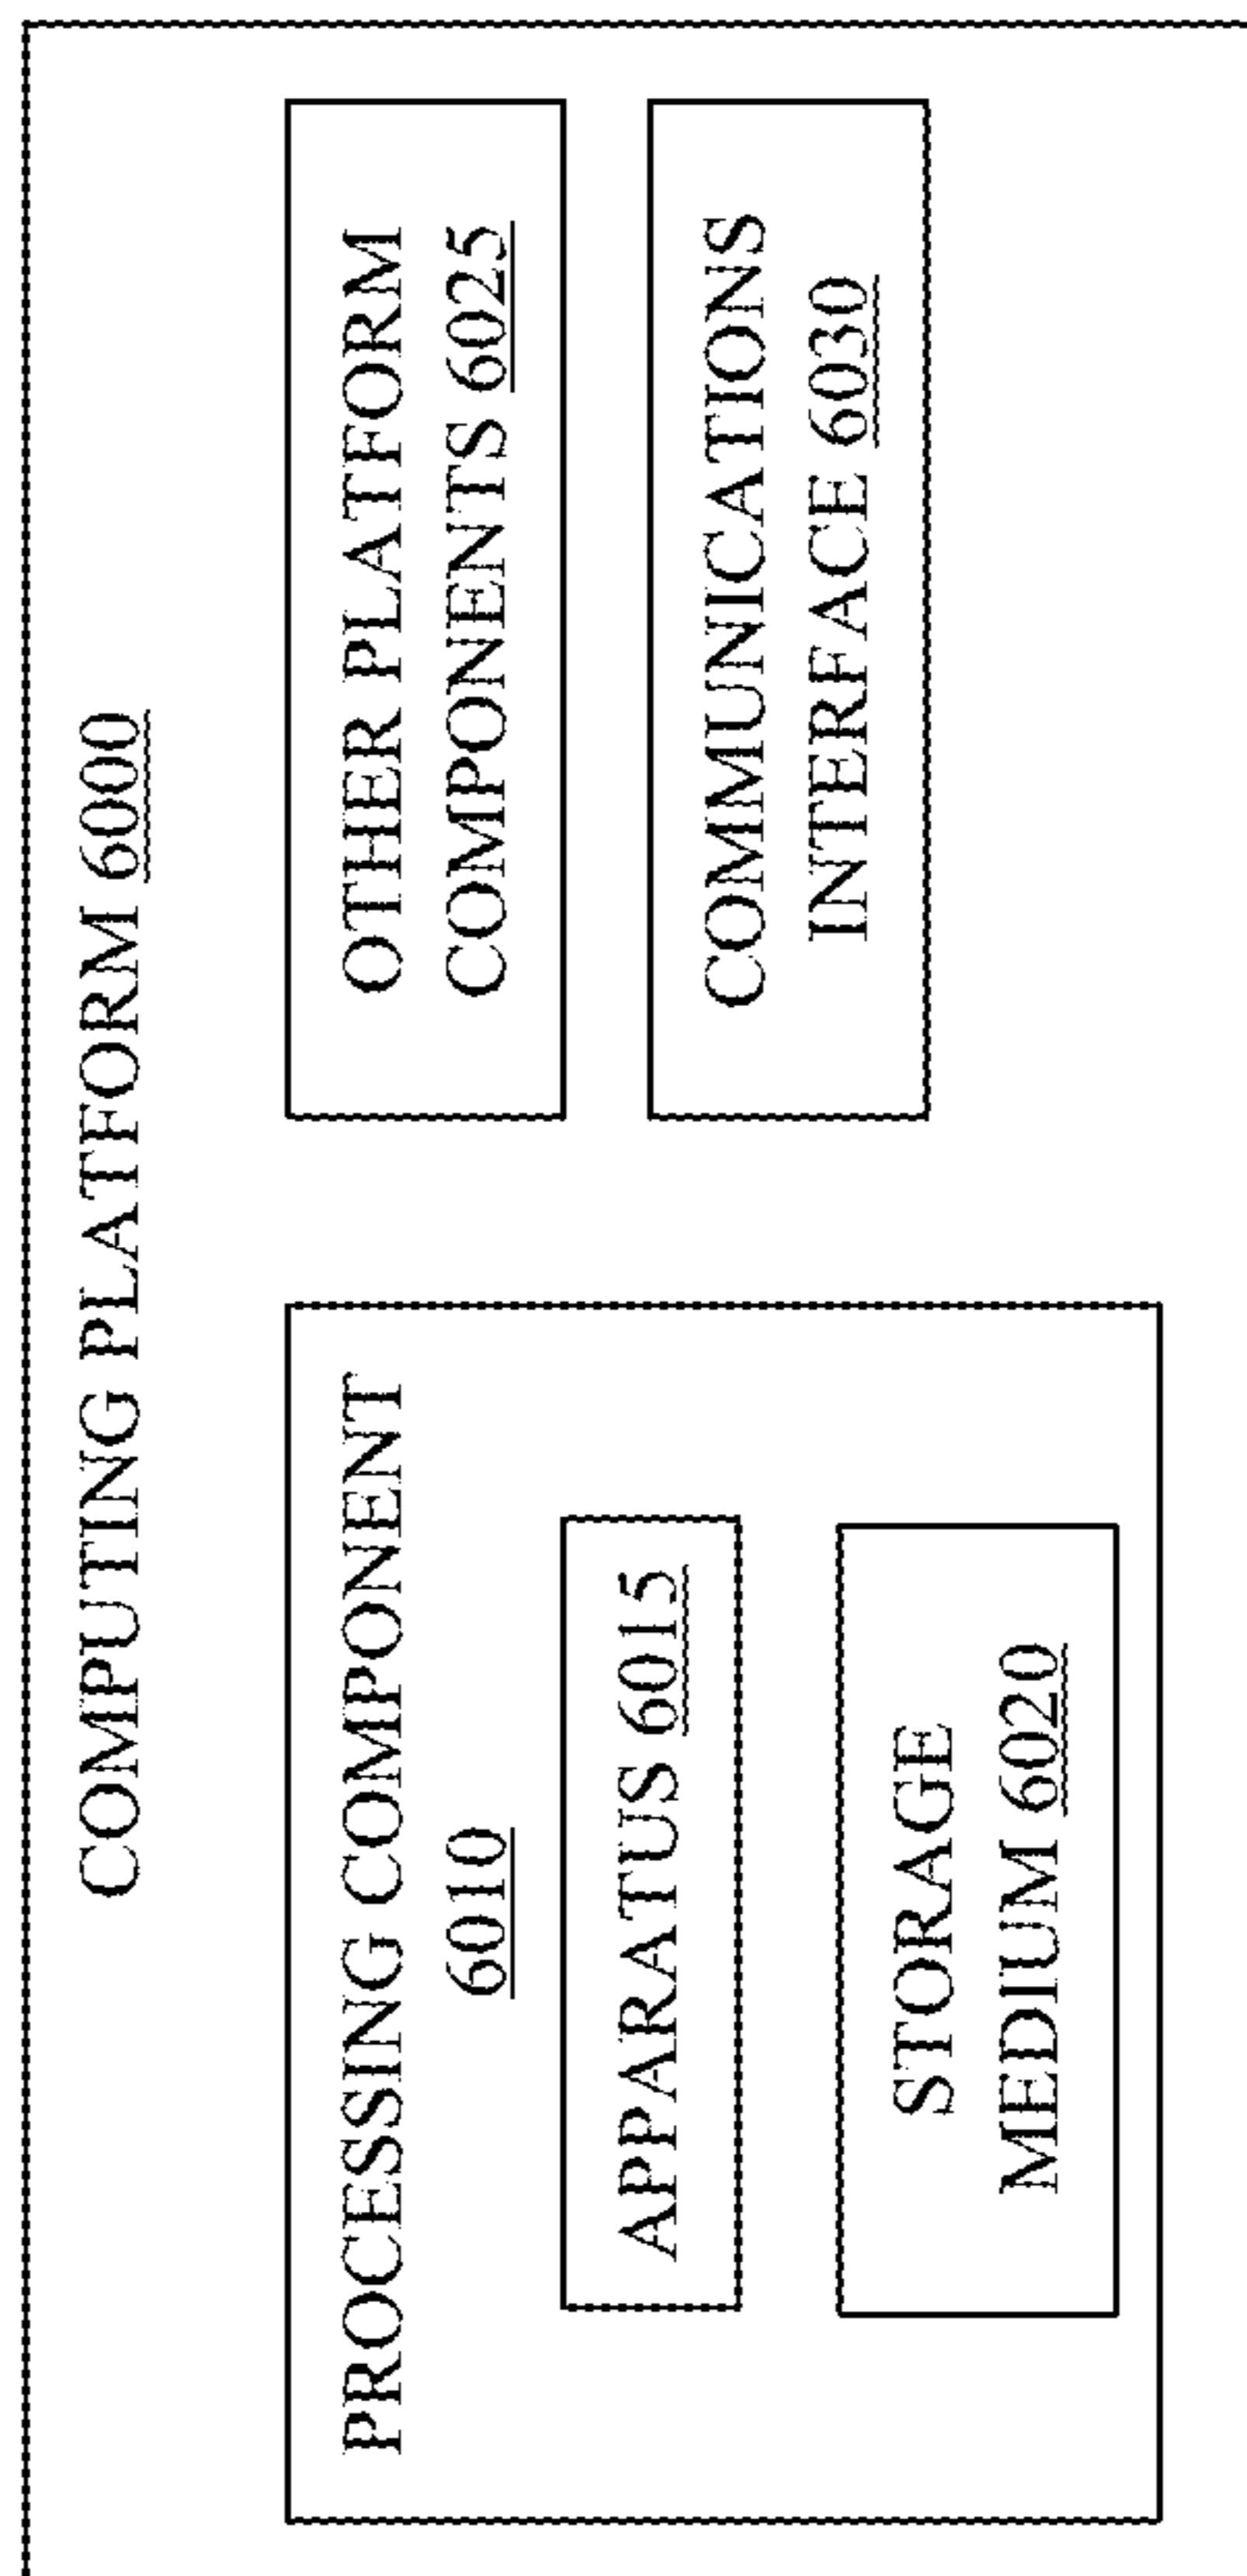 COMPUTING PLATFORM 6000
PROCESSING COMPONENT
6010
APPARATUS 6015
STORAGE
MEDIUM 6020
OTHER PLATFORM
COMPONENTS 6025
COMMUNICATIONS
INTERFACE 6030